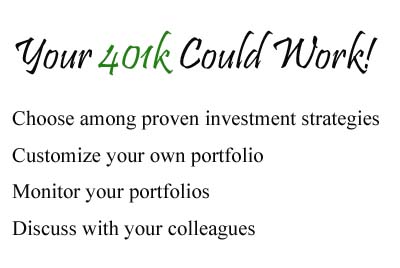 Your 401k Could Work!
Choose among proven investment strategies
Customize your own portfolio
Monitor your portfolios
Discuss with your colleagues